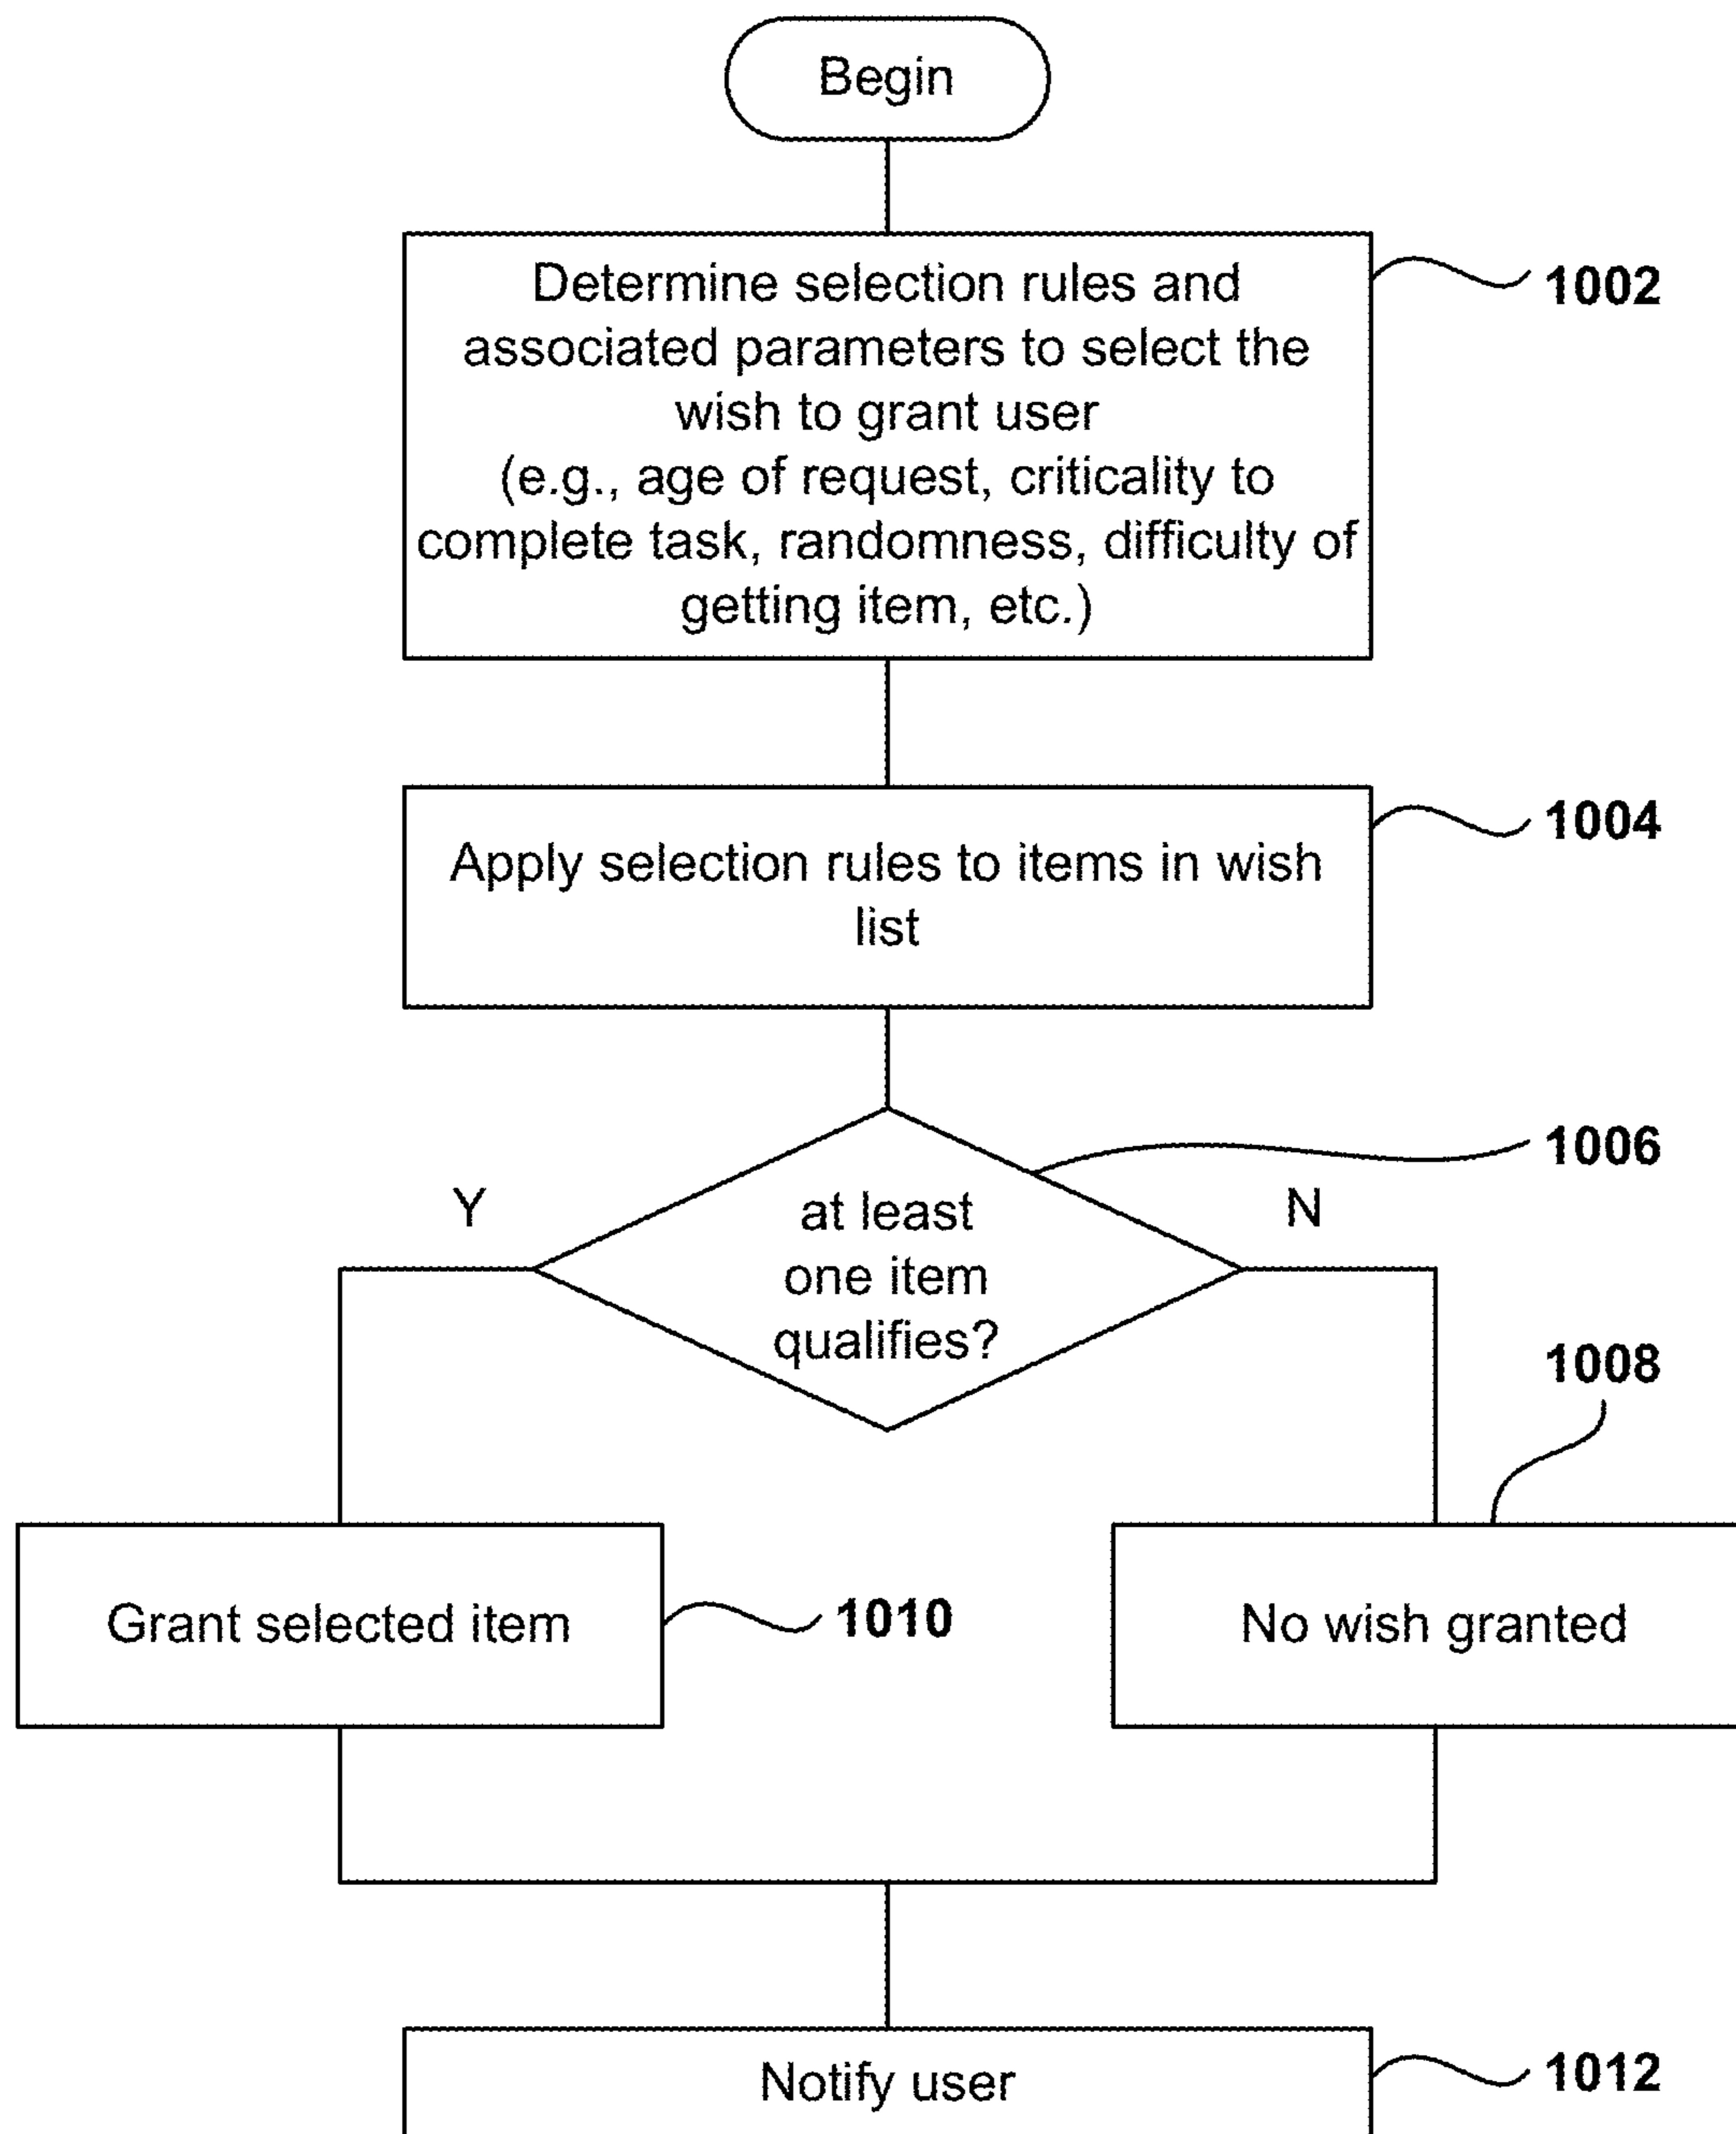 Begin
Determine selection rules and
associated parameters to select the
wish to grant user
(e.g., age of request, criticality to
complete task, randomness, difficulty of
getting item, etc.)
1002
Apply selection rules to items in wish
list
1004
1006
Y
N
at least
one item
qualifies?
1008
Grant selected item
1010
No wish granted
Notify user
1012